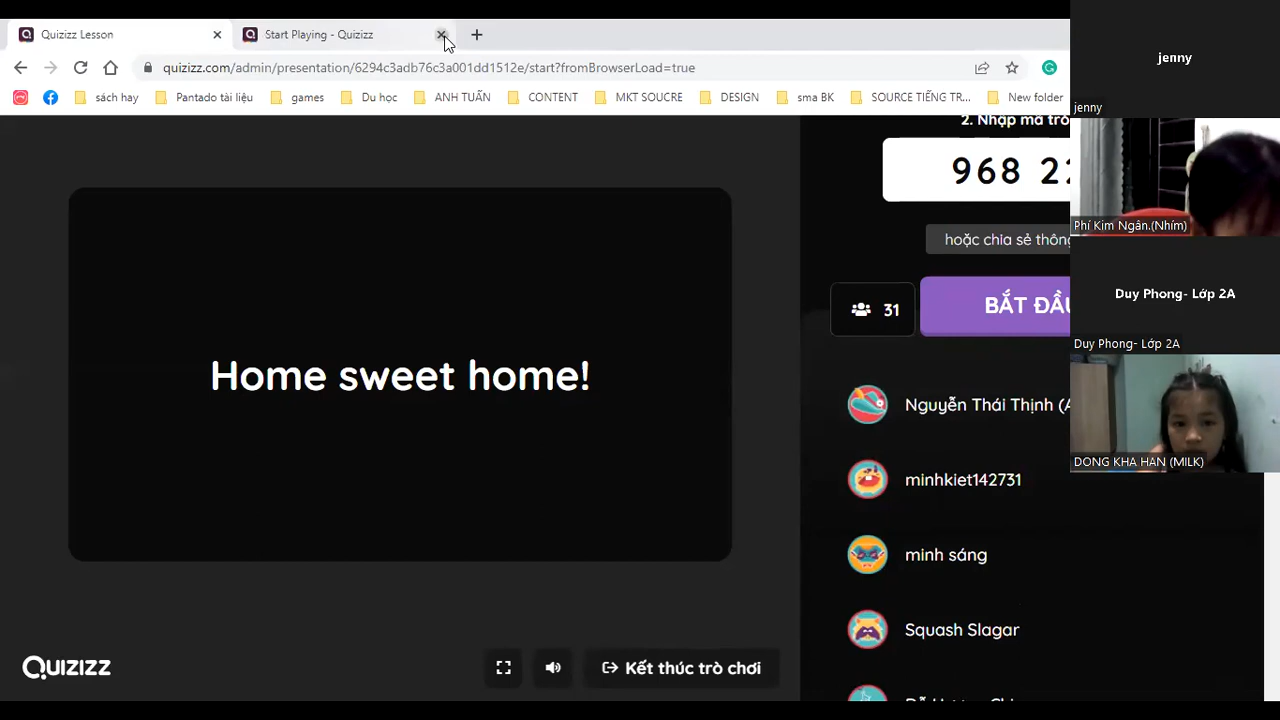 Quizizz Lesson
Start Playing - Quizizz
quizizz.com/admin/presentation/6294c3adb76c3a001dd1512e/start?fromBrowserLoad=true
sách hay
Pantado tài liệu
games
Du học
ANH TUẤN
CONTENT
MKT SOUCRE
DESIGN
sma BK
SOURCE TIẾNG TR...
New folder
2. Nhập mã trò
968 22
hoặc chia sẻ thông
31
BẮT ĐẦU
Home sweet home!
Nguyễn Thái Thịnh (A
minhkiet142731
minh sáng
Squash Slagar
QUIZIZZ
Kết thúc trò chơi
jenny
jenny
Phí Kim Ngân.(Nhím)
Duy Phong- Lớp 2A
Duy Phong- Lớp 2A
DONG KHA HAN (MILK)